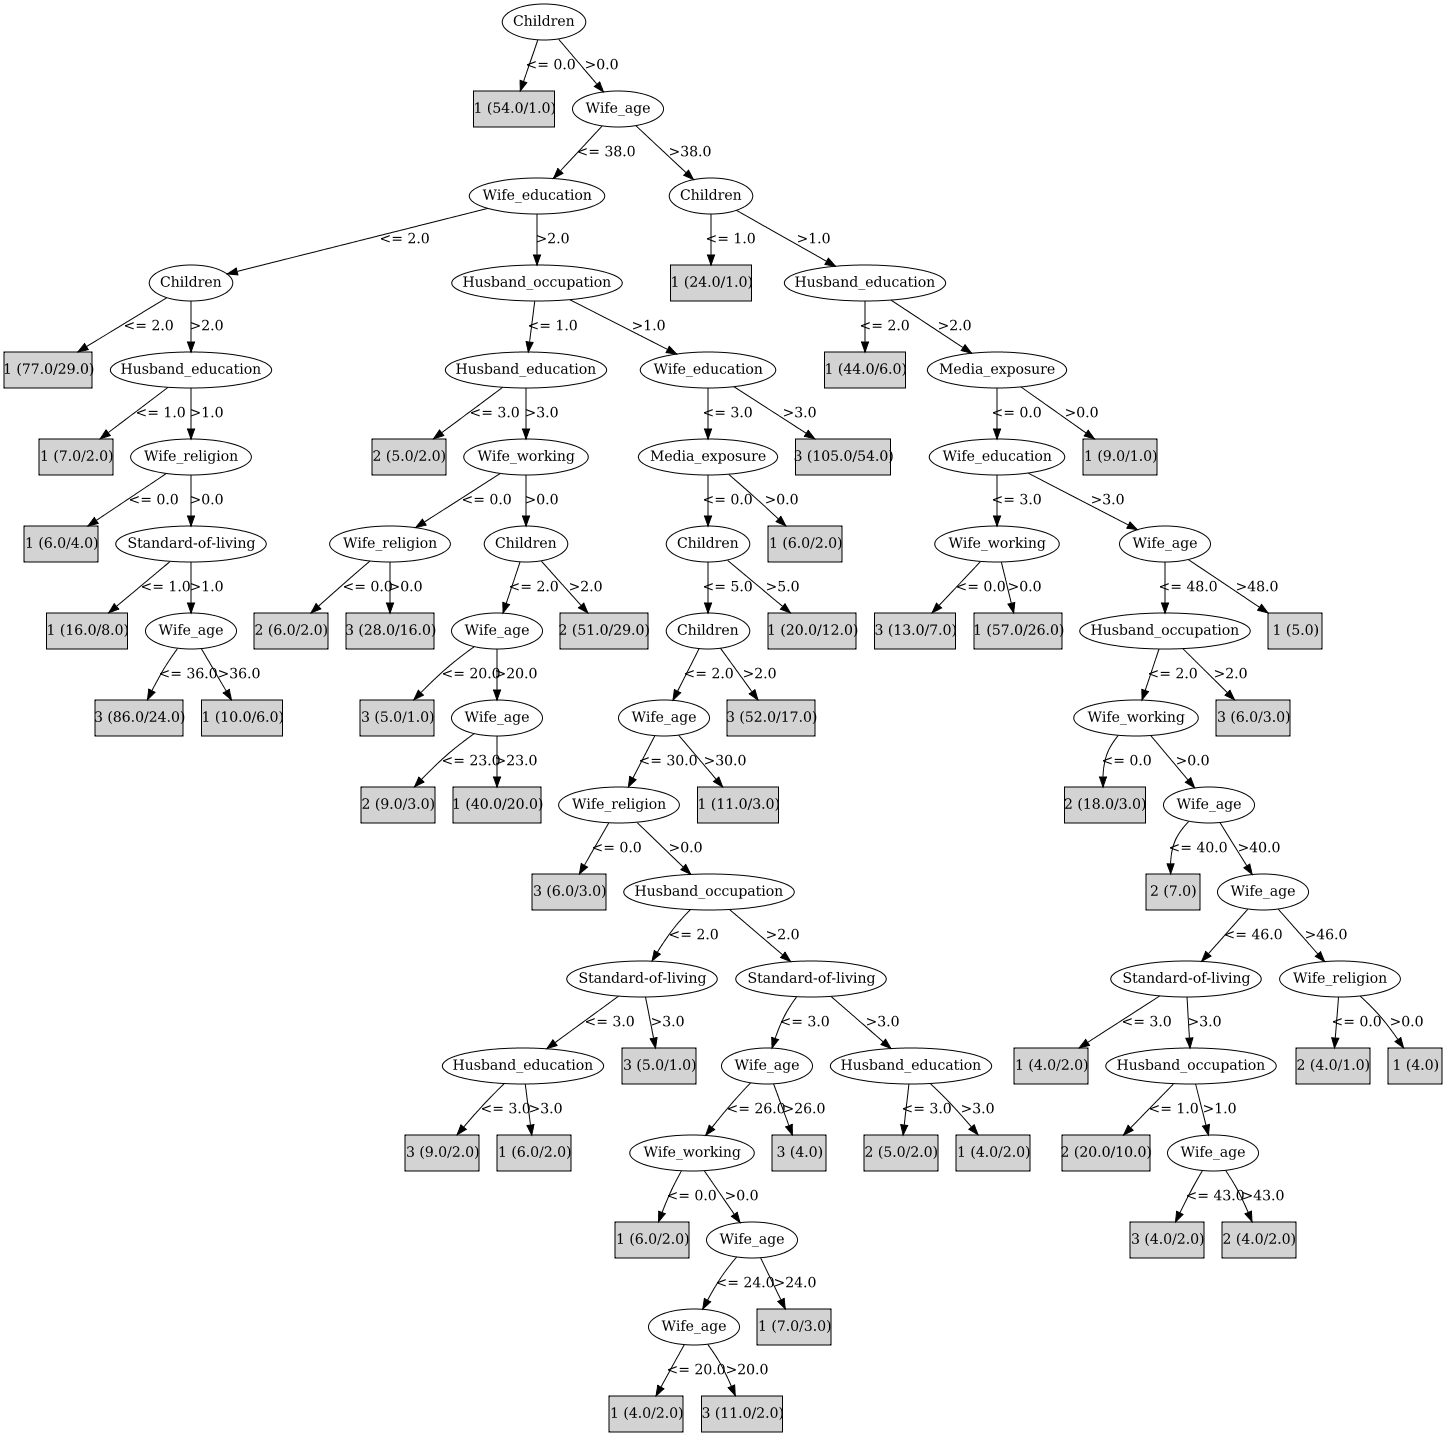 Children
<= 0.0 >0.0
1 (54.0/1.0) Wife_age
<= 38.0 >38.0
Wife_education Children
<= 2.0 >2.0 <= 1.0 >1.0
Children Husband_occupation 1 (24.0/1.0) Husband_education
<= 2.0 >2.0 <= 1.0 >1.0 <= 2.0 >2.0
1 (77.0/29.0) Husband_education Husband_education Wife_education 1 (44.0/6.0) Media_exposure
<= 1.0 >1.0 <= 3.0 >3.0 <= 3.0 >3.0 <= 0.0 >0.0
1 (7.0/2.0) Wife_religion 2 (5.0/2.0) Wife_working Media_exposure 3 (105.0/54.0) Wife_education 1 (9.0/1.0)
<= 0.0 >0.0 <= 0.0 >0.0 <= 0.0 >0.0 <= 3.0 >3.0
1 (6.0/4.0) Standard-of-living Wife_religion Children Children 1 (6.0/2.0) Wife_working Wife_age
<= 1.0 >1.0 <= 0.0 >0.0 <= 2.0 >2.0 <= 5.0 >5.0 <= 0.0 >0.0 <= 48.0 >48.0
1 (16.0/8.0) Wife_age 2 (6.0/2.0) 3 (28.0/16.0) Wife_age 2 (51.0/29.0) Children 1 (20.0/12.0) 3 (13.0/7.0) 1 (57.0/26.0) Husband_occupation 1 (5.0)
<= 36.0 >36.0 <= 20.0 >20.0 <= 2.0 >2.0 <= 2.0 >2.0
3 (86.0/24.0) 1 (10.0/6.0) 3 (5.0/1.0) Wife_age Wife_age 3 (52.0/17.0) Wife_working 3 (6.0/3.0)
<= 23.0 >23.0 <= 30.0 >30.0 <= 0.0 >0.0
2 (9.0/3.0) 1 (40.0/20.0) Wife_religion 1 (11.0/3.0) 2 (18.0/3.0) Wife_age
<= 0.0 >0.0 <= 40.0 >40.0
3 (6.0/3.0) Husband_occupation 2 (7.0) Wife_age
<= 2.0 >2.0 <= 46.0 >46.0
Standard-of-living Standard-of-living Standard-of-living Wife_religion
<= 3.0 >3.0 <= 3.0 >3.0 <= 3.0 >3.0 <= 0.0 >0.0
Husband_education 3 (5.0/1.0) Wife_age Husband_education 1 (4.0/2.0) Husband_occupation 2 (4.0/1.0) 1 (4.0)
<= 3.0 >3.0 <= 26.0 >26.0 <= 3.0 >3.0 <= 1.0 >1.0
3 (9.0/2.0) 1 (6.0/2.0) Wife_working 3 (4.0) 2 (5.0/2.0) 1 (4.0/2.0) 2 (20.0/10.0) Wife_age
<= 0.0 >0.0 <= 43.0 >43.0
1 (6.0/2.0) Wife_age 3 (4.0/2.0) 2 (4.0/2.0)
<= 24.0 >24.0
Wife_age 1 (7.0/3.0)
<= 20.0 >20.0
1 (4.0/2.0) 3 (11.0/2.0)